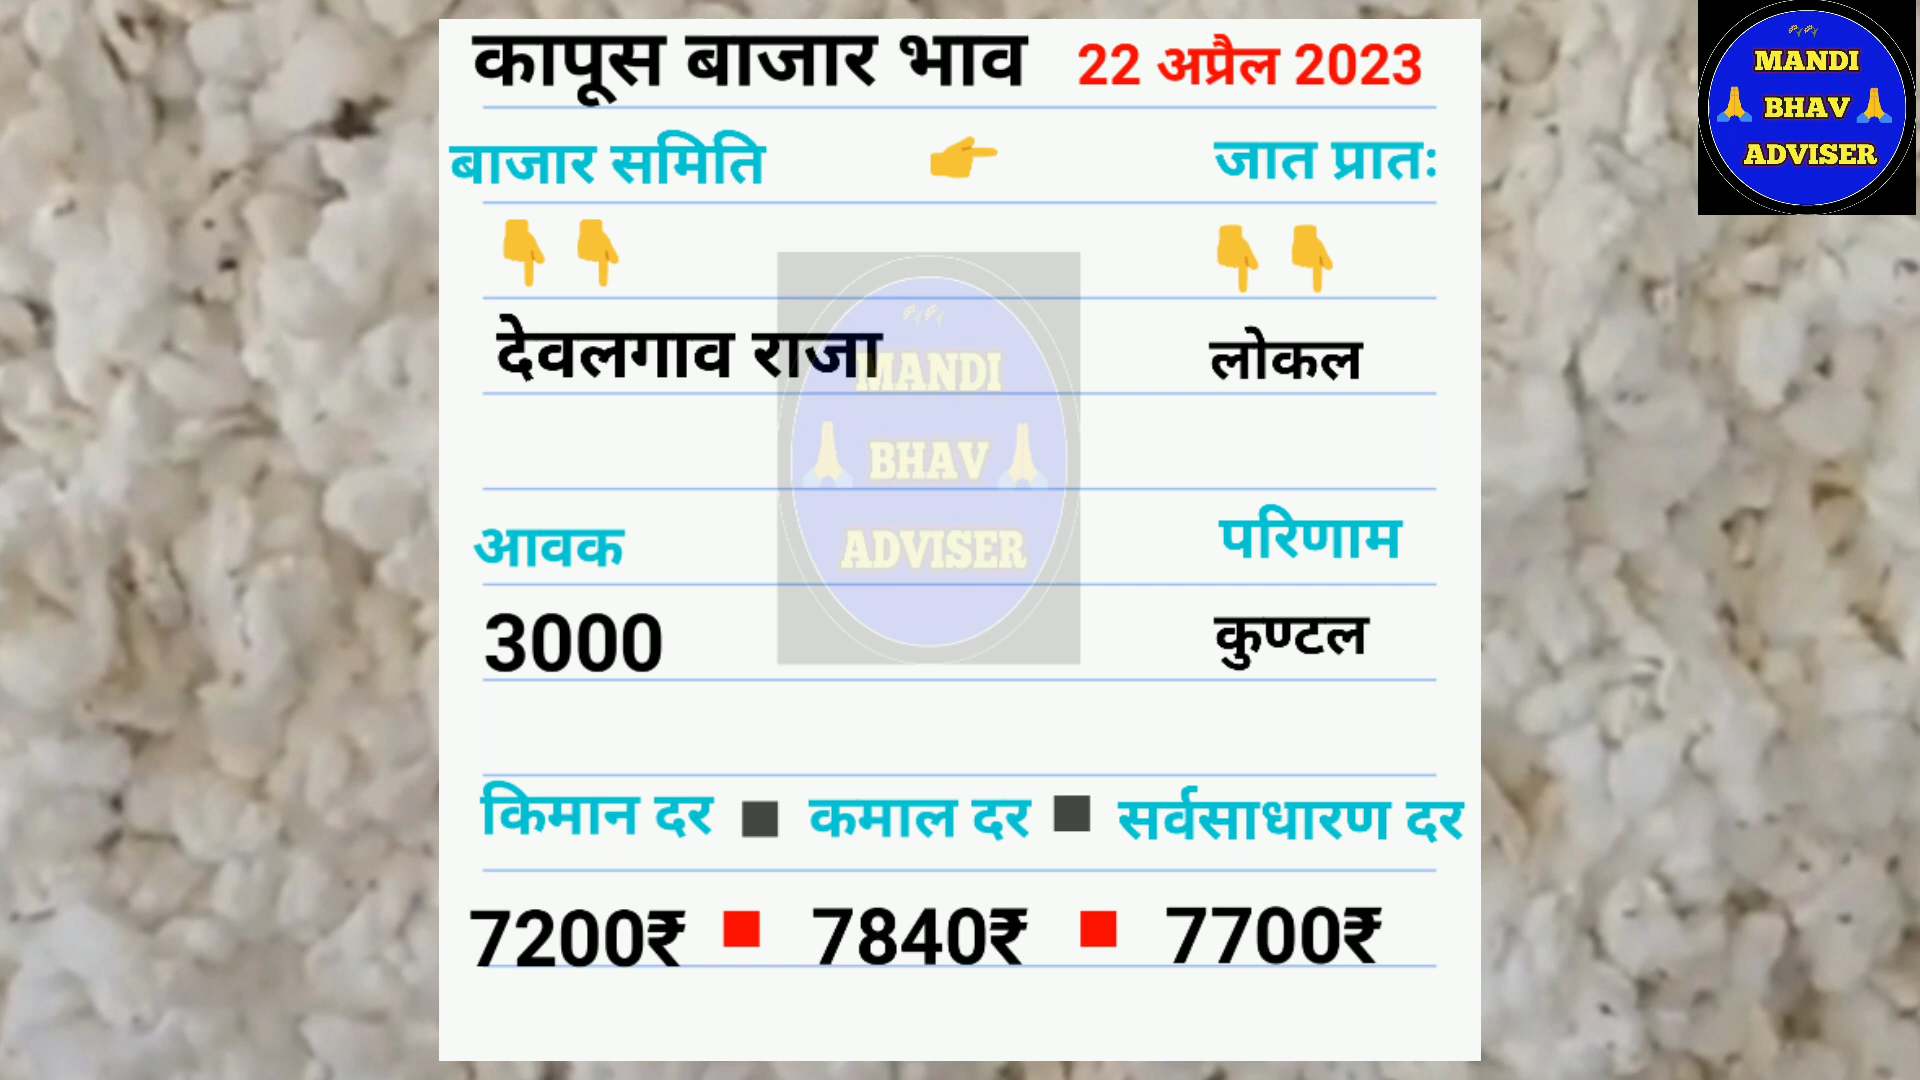 कापूस बाजार भाव 22 अप्रैल 2023
बाजार समिति 👉 जात प्रातः
👇 👇 👇 👇
देवलगाव राजा लोकल
आवक परिणाम
3000 कुण्टल
किमान दर ◼ कमाल दर ◼ सर्वसाधारण दर
7200₹ 🟥 7840₹ 🟥 7700₹
MANDI
BHAV
ADVISER
MANDI
BHAV
ADVISER